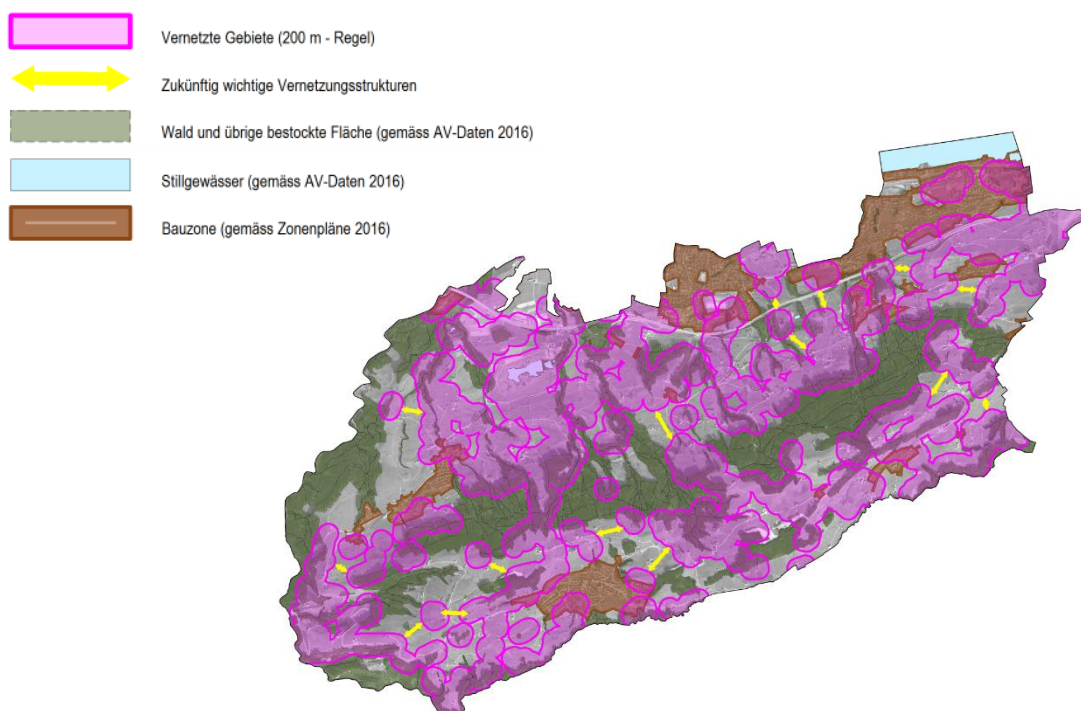 Vernetzte Gebiete (200 m - Regel)
Zukünftig wichtige Vernetzungsstrukturen
Wald und übrige bestockte Fläche (gemäss AV-Daten 2016)
Stillgewässer (gemäss AV-Daten 2016)
Bauzone (gemäss Zonenpläne 2016)